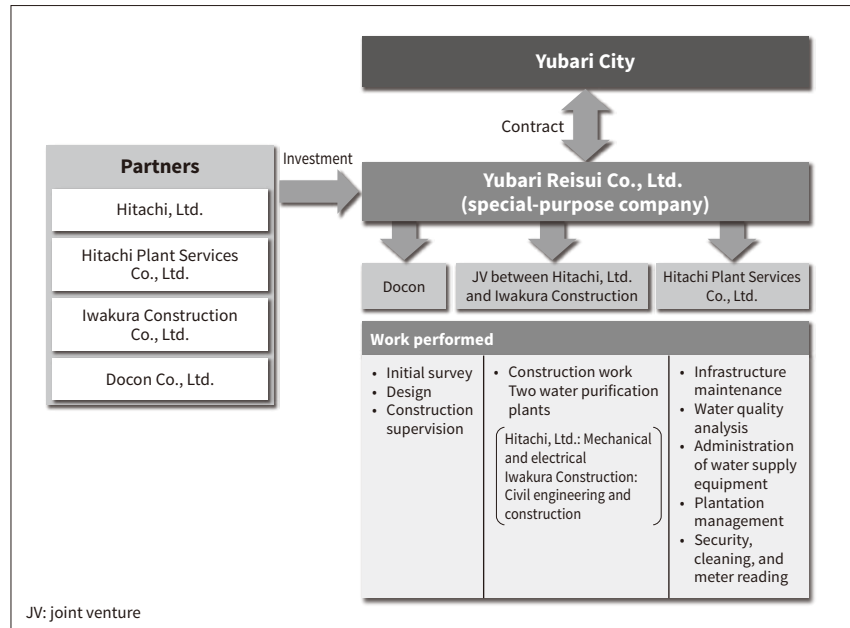 Yubari City
Contract
Partners
Hitachi, Ltd.
Hitachi Plant Services
Co., Ltd.
Iwakura Construction
Co., Ltd.
Docon Co., Ltd.
Investment
Yubari Reisui Co., Ltd.
(special-purpose company)
Docon
JV between Hitachi, Ltd.
and Iwakura Construction
Hitachi Plant Services
Co., Ltd.
Work performed
• Initial survey
• Design
• Construction
supervision
• Construction work
Two water purification
plants
Hitachi, Ltd.: Mechanical
and electrical
Iwakura Construction:
Civil engineering and
construction
• Infrastructure
maintenance
• Water quality
analysis
• Administration
of water supply
equipment
• Plantation
management
• Security,
cleaning, and
meter reading
JV: joint venture